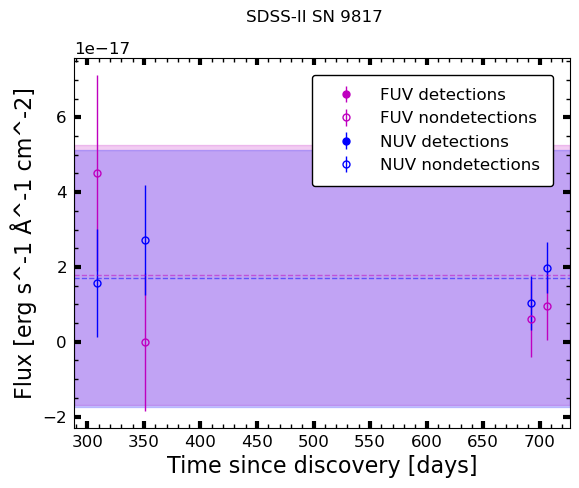 SDSS-II SN 9817
1e−17
6
4
2
0
−2
Flux [erg s^-1 Å^-1 cm^-2]
FUV detections
FUV nondetections
NUV detections
NUV nondetections
300 350 400 450 500 550 600 650 700
Time since discovery [days]